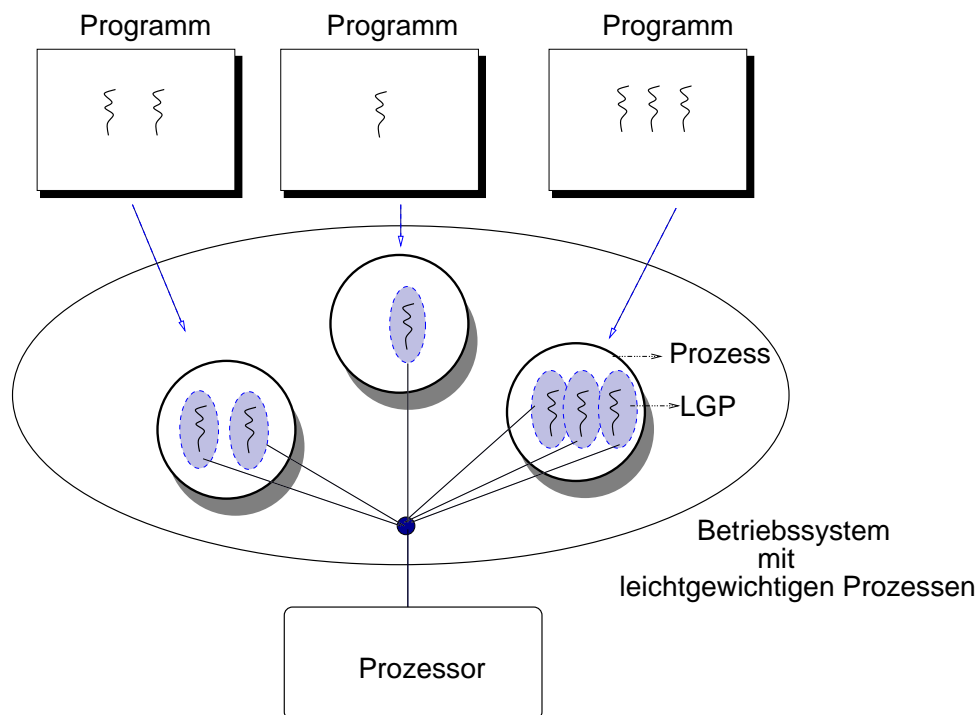 Programm
Programm
Programm
Prozess
LGP
Betriebssystem
mit
leichtgewichtigen Prozessen
Prozessor